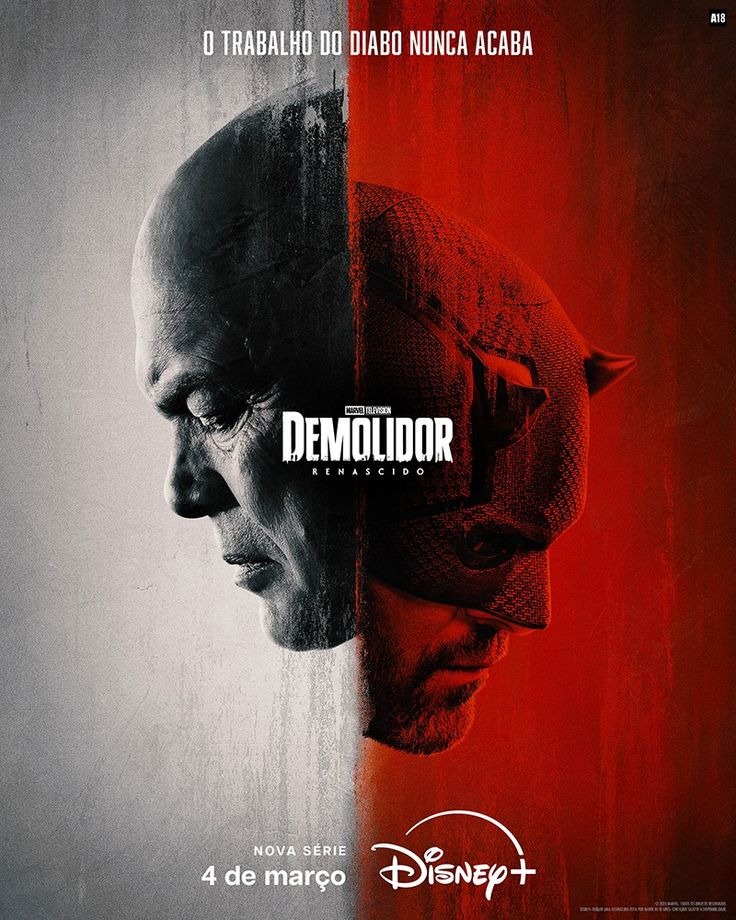 A18
O TRABALHO DO DIABO NUNCA ACABA
MARVEL TELEVISION
DEMOLIDOR
RENASCIDO
NOVA SÉRIE
4 de março
Disney+